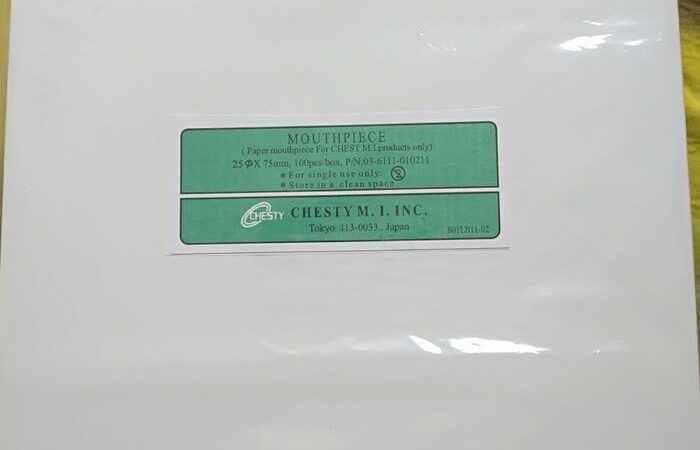 MOUTHPIECE
( Paper mouthpiece For CHEST M.I.products only)
25ΦX 75mm, 100pcs/box, P/N:03-6111-010211
* For single use only
* Store in a clean space
CHESTY CHESTY M. I. INC.
Tokyo 113-0033., Japan
S01LB11-02